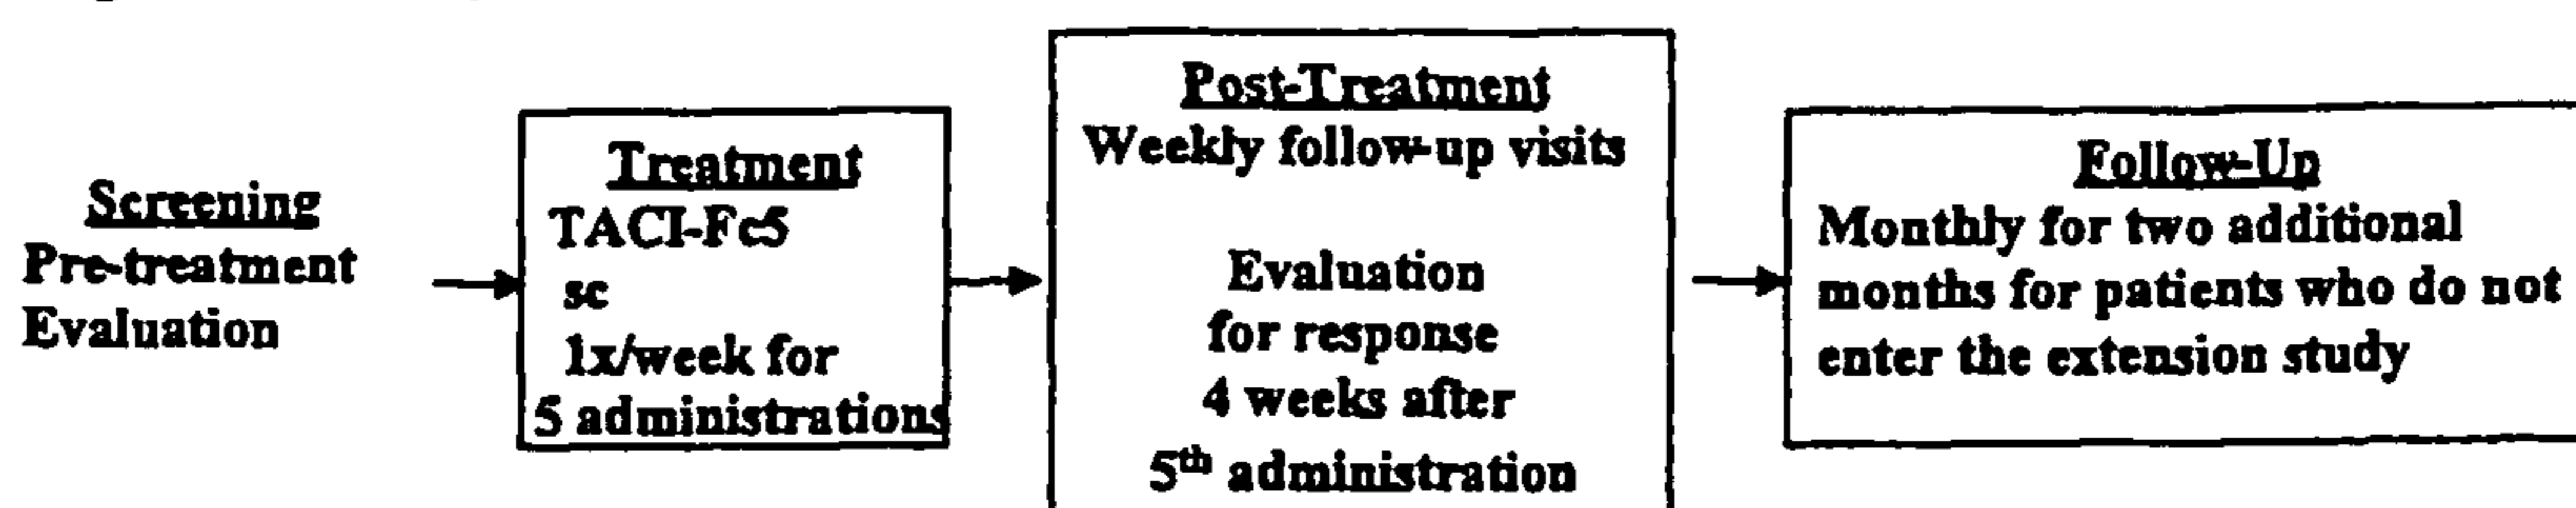 Screening
Pre-treatment
Evaluation
Treatment
TACI-Fc5
sc
1x/week for
5 administrations
Post-Treatment
Weekly follow-up visits
Evaluation
for response
4 weeks after
5th administration
Follow-Up
Monthly for two additional
months for patients who do not
enter the extension study